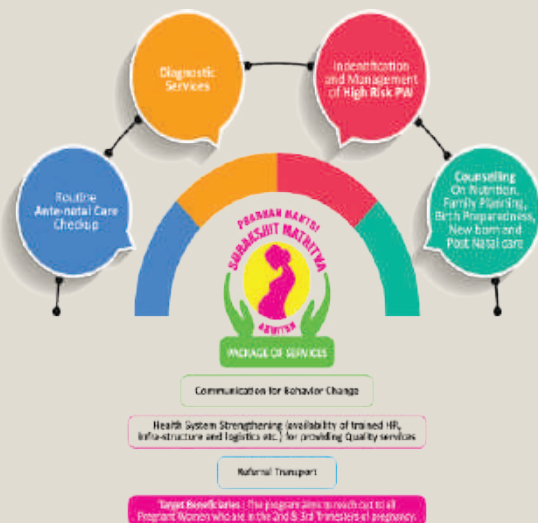 Diagnostic
Services
Indentification
and Management
of High Risk PW
Routine
Ante-natal Care
Checkup
Counselling
On Nutrition,
Family Planning,
Birth Preparedness,
New born and
Post Natal care
PRADHAN MANTRI
SURAKSHIT MATRITVA
ABHIYAN
PACKAGE OF SERVICES
Communication for Behavior Change
Health System Strengthening (availability of trained HR,
infra-structure and logistics etc.) for providing Quality services
Referral Transport
Target Beneficiaries : The program aims to reach out to all
Pregnant Women who are in the 2nd & 3rd Trimesters of pregnancy.